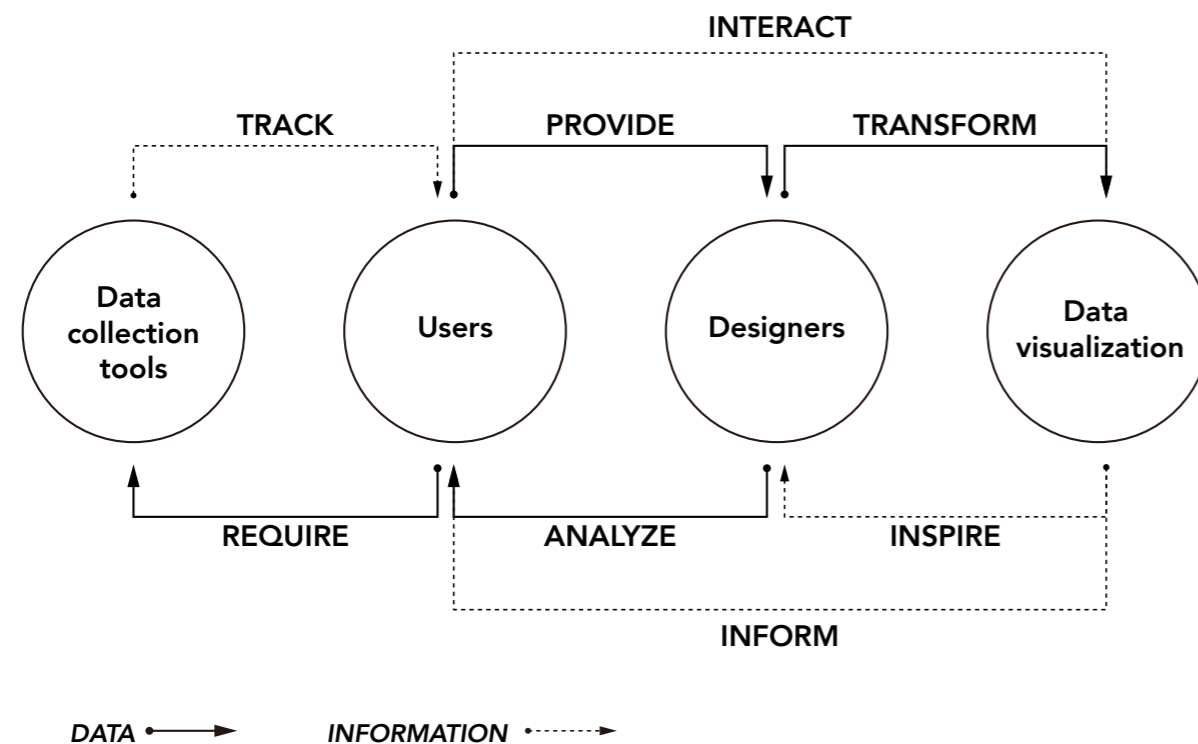 INTERACT
TRACK
PROVIDE
TRANSFORM
Data
collection
tools
Users
Designers
Data
visualization
REQUIRE
ANALYZE
INSPIRE
INFORM
DATA
INFORMATION